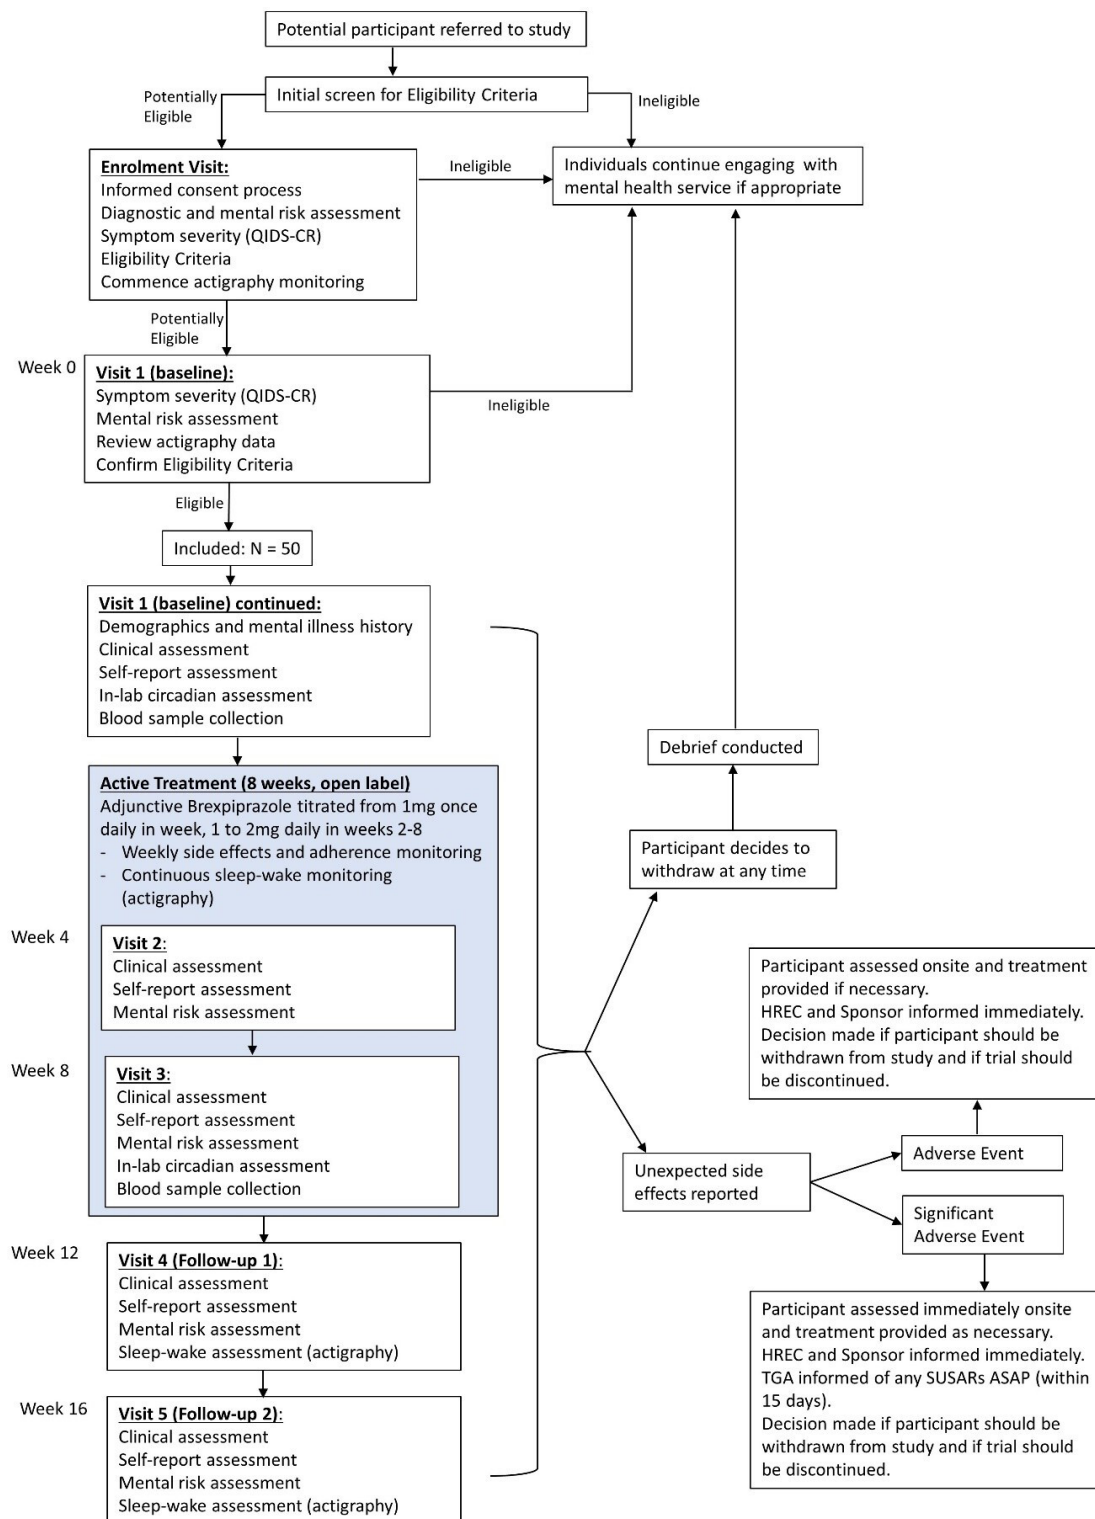 Potential participant referred to study
Initial screen for Eligibility Criteria
Potentially
Eligible
Ineligible
Enrolment Visit:
Informed consent process
Diagnostic and mental risk assessment
Symptom severity (QIDS-CR)
Eligibility Criteria
Commence actigraphy monitoring
Ineligible
Individuals continue engaging with
mental health service if appropriate
Potentially
Eligible
Week 0
Visit 1 (baseline):
Symptom severity (QIDS-CR)
Mental risk assessment
Review actigraphy data
Confirm Eligibility Criteria
Ineligible
Eligible
Included: N = 50
Visit 1 (baseline) continued:
Demographics and mental illness history
Clinical assessment
Self-report assessment
In-lab circadian assessment
Blood sample collection
Active Treatment (8 weeks, open label)
Adjunctive Brexpiprazole titrated from 1mg once
daily in week, 1 to 2mg daily in weeks 2-8
- Weekly side effects and adherence monitoring
- Continuous sleep-wake monitoring
(actigraphy)
Week 4
Visit 2:
Clinical assessment
Self-report assessment
Mental risk assessment
Week 8
Visit 3:
Clinical assessment
Self-report assessment
Mental risk assessment
In-lab circadian assessment
Blood sample collection
Week 12
Visit 4 (Follow-up 1):
Clinical assessment
Self-report assessment
Mental risk assessment
Sleep-wake assessment (actigraphy)
Week 16
Visit 5 (Follow-up 2):
Clinical assessment
Self-report assessment
Mental risk assessment
Sleep-wake assessment (actigraphy)
Debrief conducted
Participant decides to
withdraw at any time
Unexpected side
effects reported
Participant assessed onsite and treatment
provided if necessary.
HREC and Sponsor informed immediately.
Decision made if participant should be
withdrawn from study and if trial should
be discontinued.
Adverse Event
Significant
Adverse Event
Participant assessed immediately onsite
and treatment provided as necessary.
HREC and Sponsor informed immediately.
TGA informed of any SUSARs ASAP (within
15 days).
Decision made if participant should be
withdrawn from study and if trial should
be discontinued.